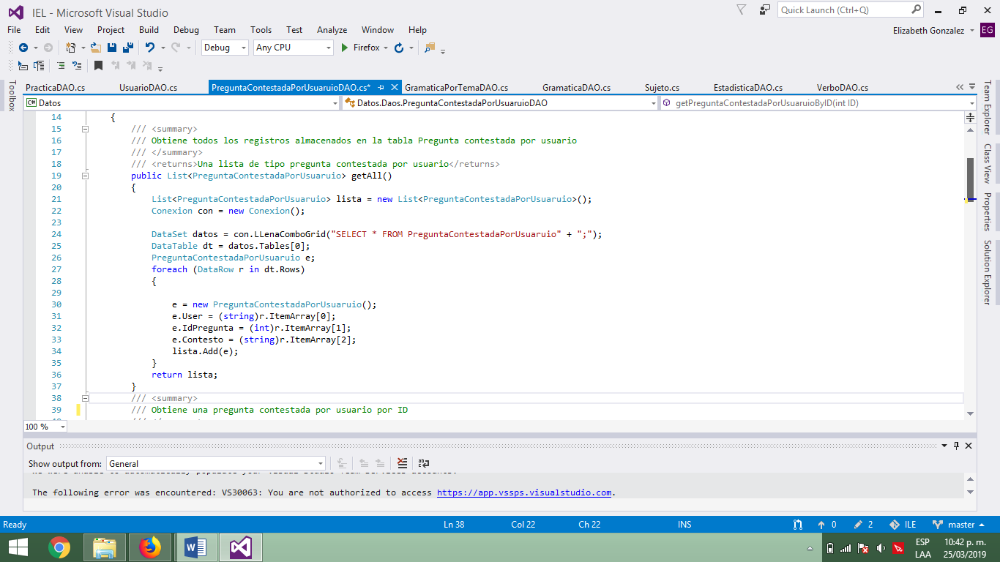 IEL - Microsoft Visual Studio
Quick Launch (Ctrl+Q)
File Edit View Project Build Debug Team Tools Test Analyze Window Help
Elizabeth Gonzalez EG
Debug Any CPU Firefox
PracticaDAO.cs UsuarioDAO.cs PreguntaContestadaPorUsuaruioDAO.cs* GramaticaPorTemaDAO.cs GramaticaDAO.cs Sujeto.cs EstadisticaDAO.cs VerboDAO.cs
Toolbox
C# Datos Datos.Daos.PreguntaContestadaPorUsuaruioDAO getPreguntaContestadaPorUsuaruioByID(int ID)
Team Explorer
Class View
Properties
Solution Explorer
14 {
15 /// <summary>
16 /// Obtiene todos los registros almacenados en la tabla Pregunta contestada por usuario
17 /// </summary>
18 /// <returns>Una lista de tipo pregunta contestada por usuario</returns>
19 public List<PreguntaContestadaPorUsuaruio> getAll()
20 {
21 List<PreguntaContestadaPorUsuaruio> lista = new List<PreguntaContestadaPorUsuaruio>();
22 Conexion con = new Conexion();
23
24 DataSet datos = con.LLenaComboGrid("SELECT * FROM PreguntaContestadaPorUsuaruio" + ";");
25 DataTable dt = datos.Tables[0];
26 PreguntaContestadaPorUsuaruio e;
27 foreach (DataRow r in dt.Rows)
28 {
29
30 e = new PreguntaContestadaPorUsuaruio();
31 e.User = (string)r.ItemArray[0];
32 e.IdPregunta = (int)r.ItemArray[1];
33 e.Contesto = (string)r.ItemArray[2];
34 lista.Add(e);
35 }
36 return lista;
37 }
38 /// <summary>
39 /// Obtiene una pregunta contestada por usuario por ID
100 %
Output
Show output from: General
The following error was encountered: VS30063: You are not authorized to access https://app.vssps.visualstudio.com.
Ready Ln 38 Col 22 Ch 22 INS 0 2 ILE master
ESP 10:42 p. m.
LAA 25/03/2019